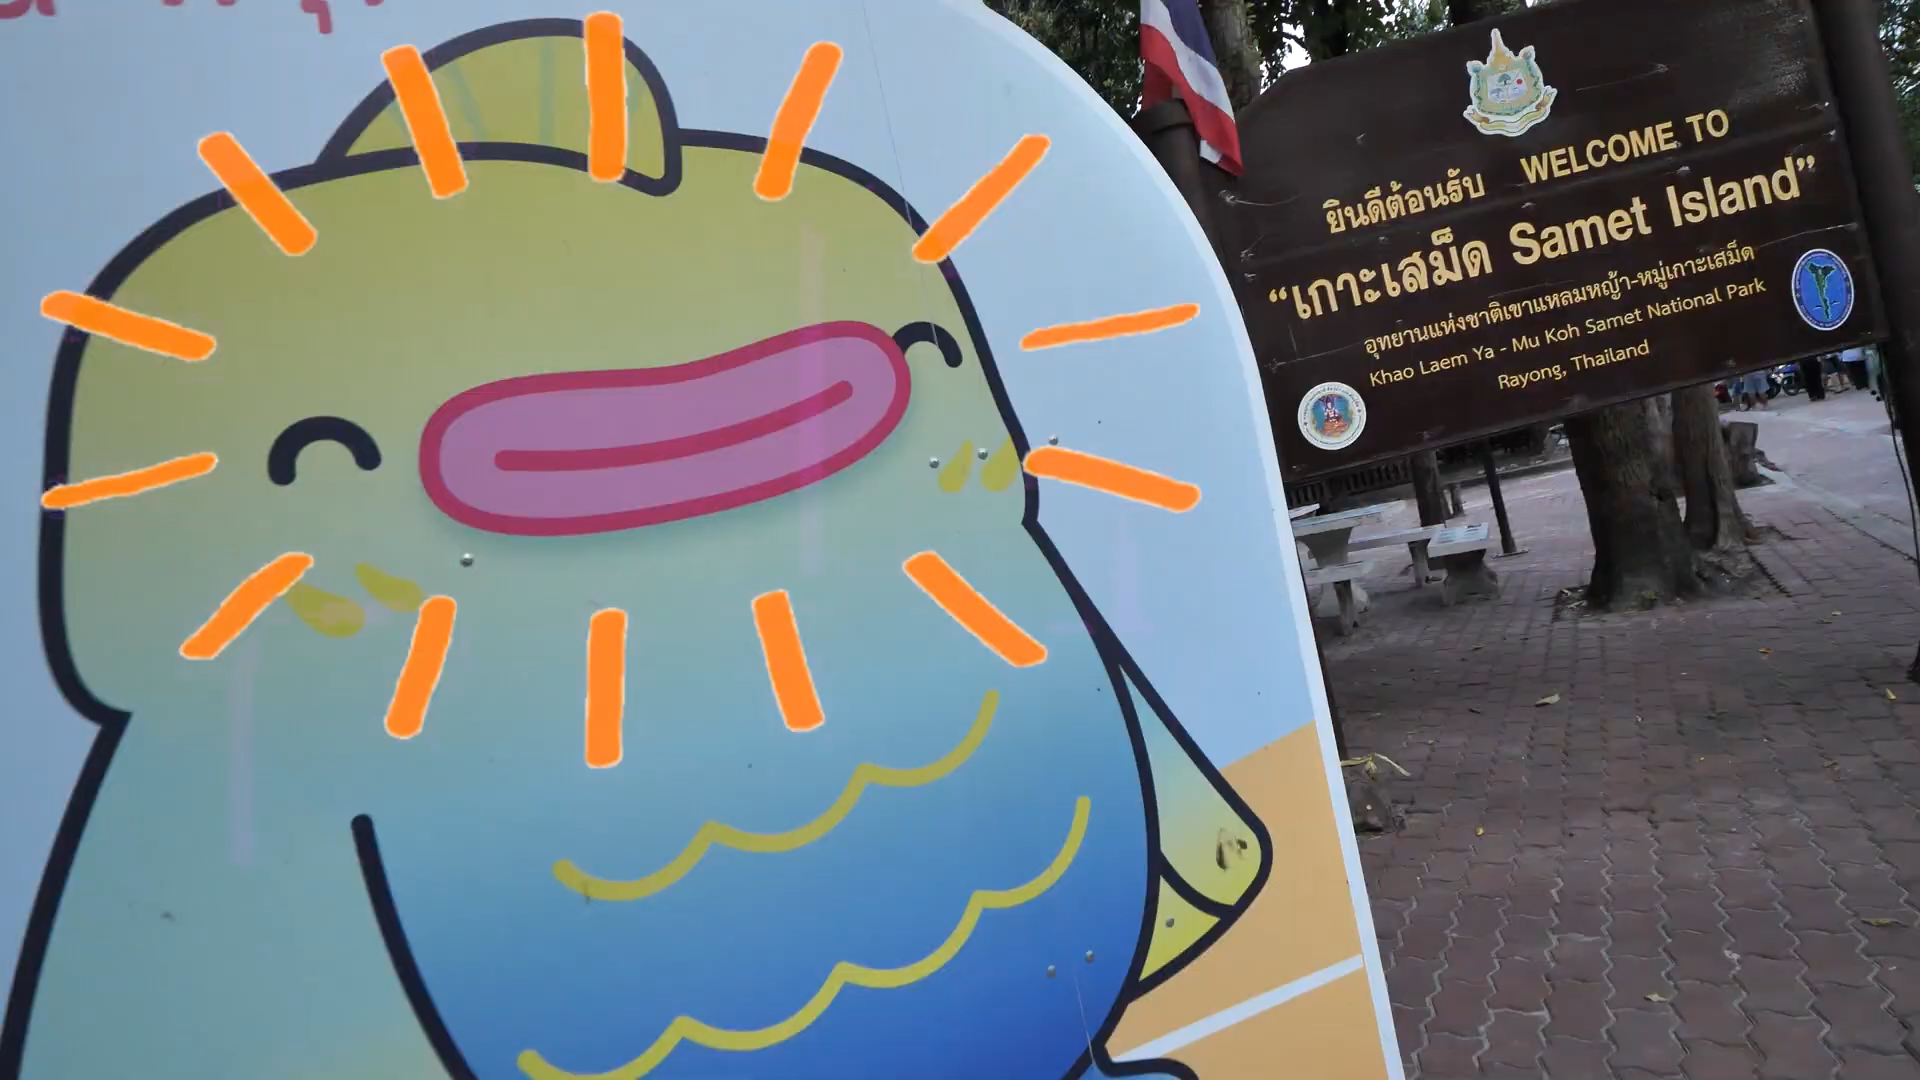 ยินดีต้อนรับ WELCOME TO
“เกาะเสม็ด Samet Island”
อุทยานแห่งชาติเขาแหลมหญ้า-หมู่เกาะเสม็ด
Khao Laem Ya - Mu Koh Samet National Park
Rayong, Thailand